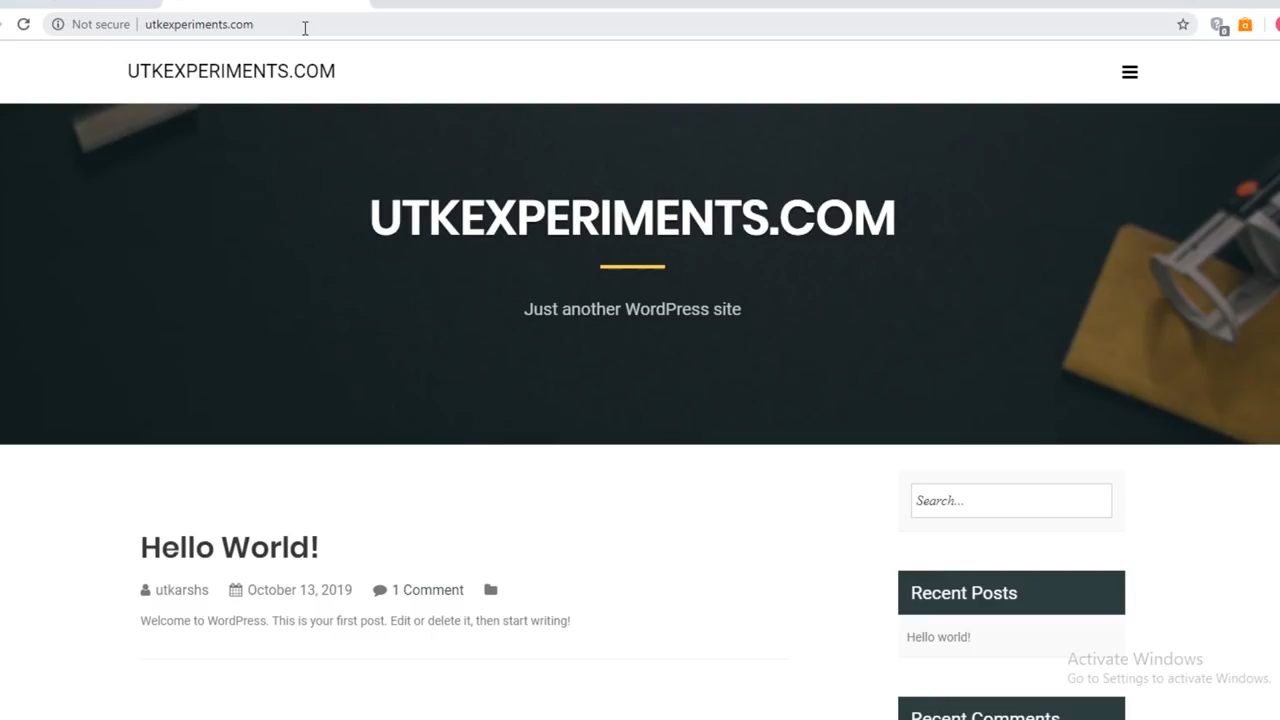 Not secure | utkexperiments.com
0
UTKEXPERIMENTS.COM
UTKEXPERIMENTS.COM
Just another WordPress site
Search...
Hello World!
utkarshs October 13, 2019 1 Comment
Welcome to WordPress. This is your first post. Edit or delete it, then start writing!
Recent Posts
Hello world!
Activate Windows
Go to Settings to activate Windows.
Recent Comments